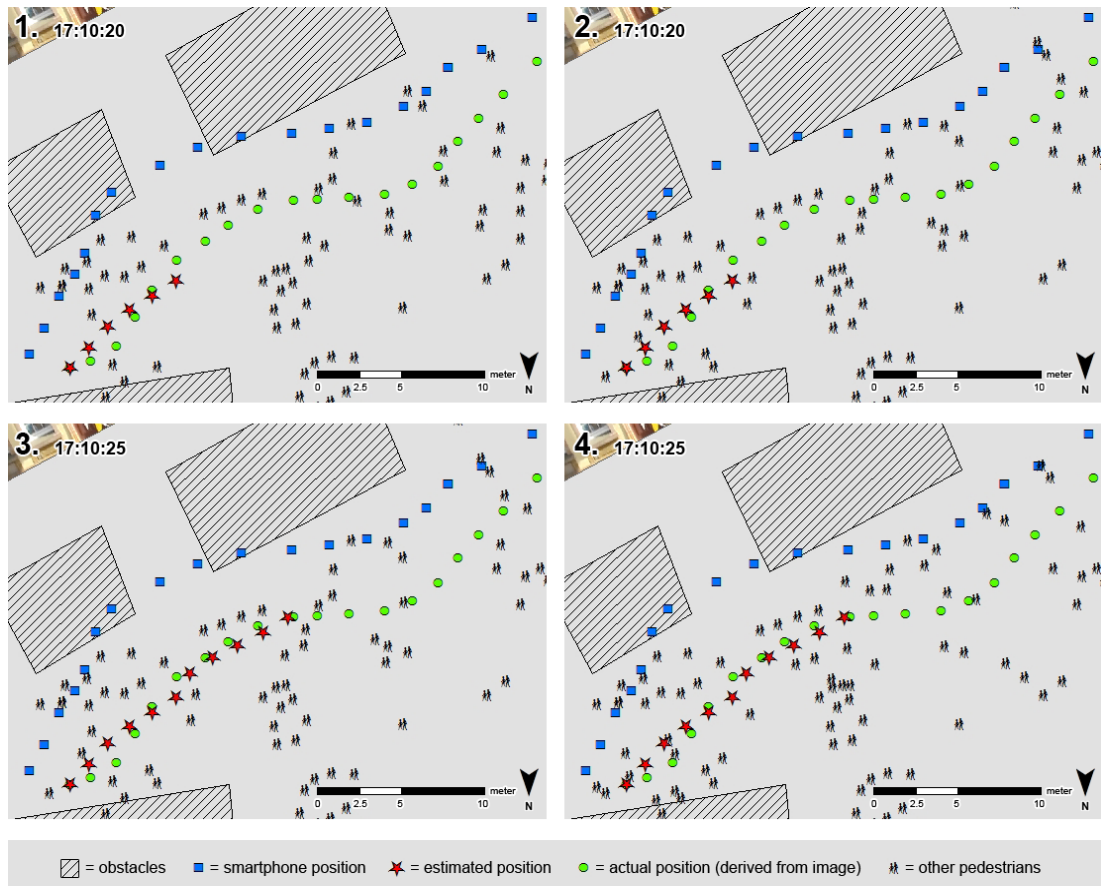 1. 17:10:20
0 2.5 5 10 meter
N
2. 17:10:20
0 2.5 5 10 meter
N
3. 17:10:25
0 2.5 5 10 meter
N
4. 17:10:25
0 2.5 5 10 meter
N
= obstacles = smartphone position = estimated position = actual position (derived from image) = other pedestrians